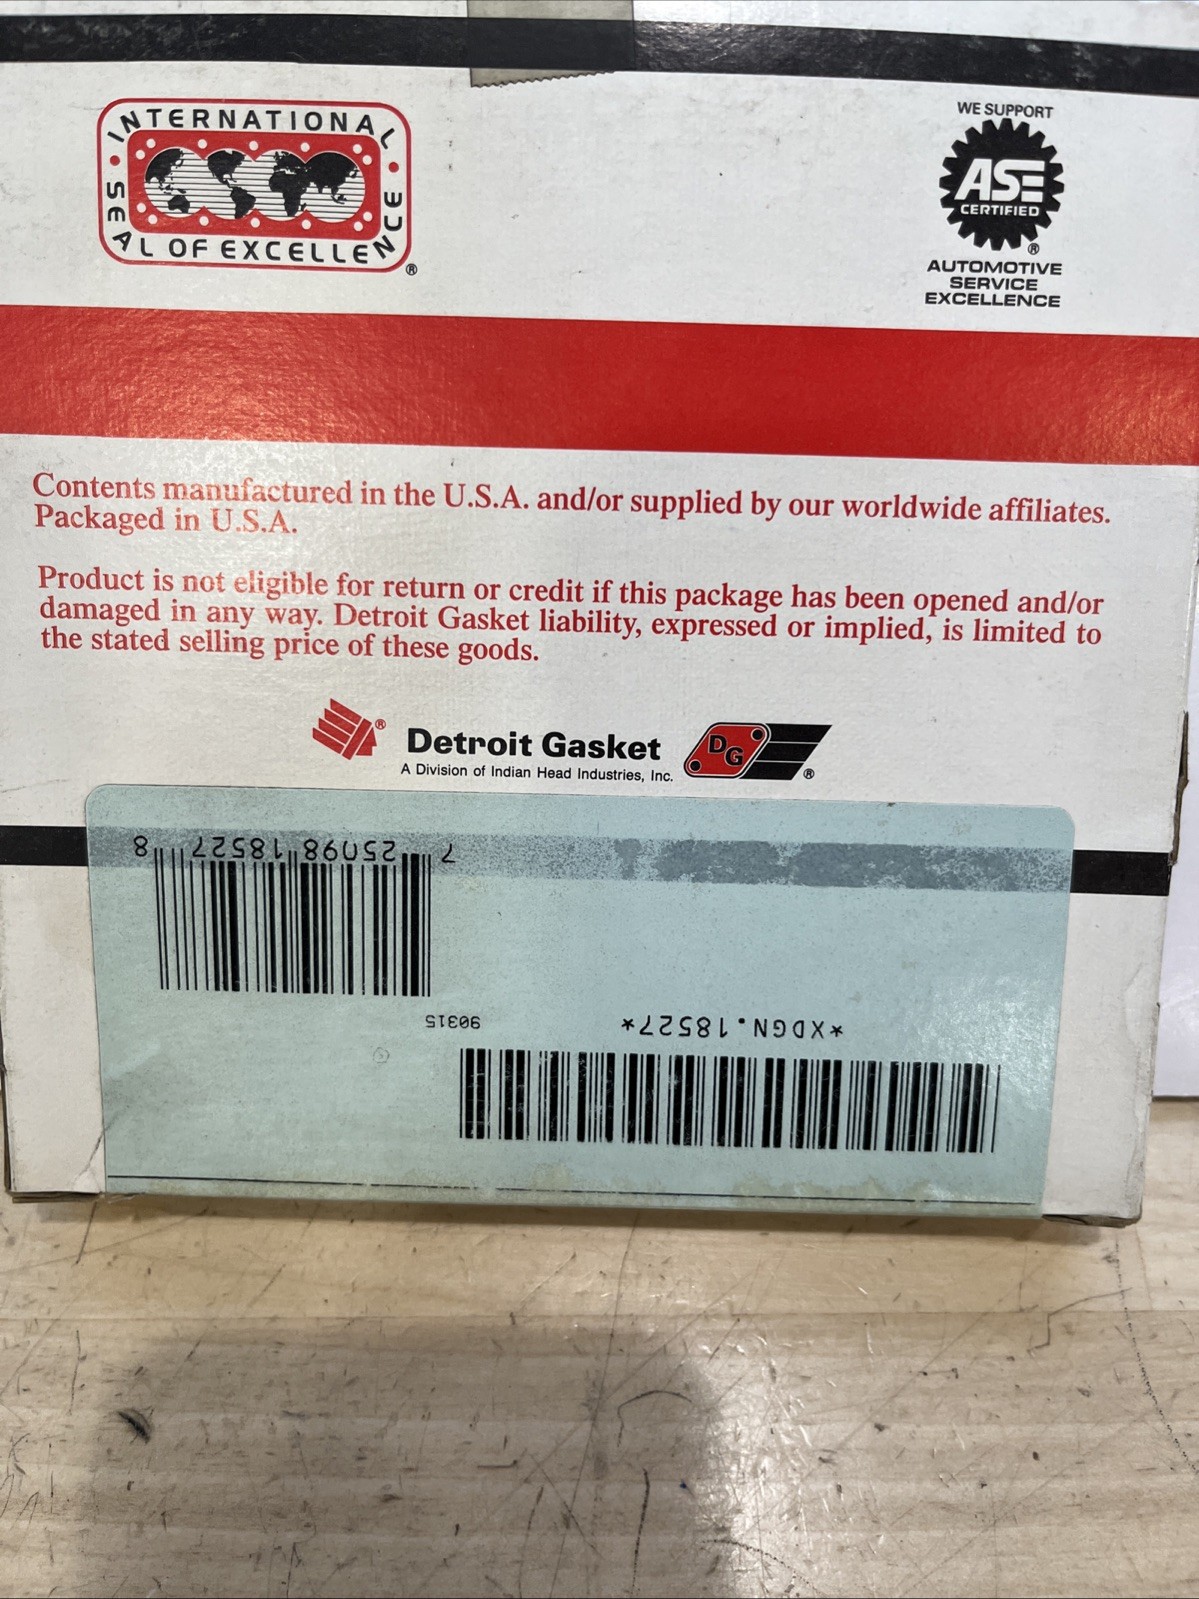 INTERNATIONAL
SEAL OF EXCELLENCE
®
WE SUPPORT
ASE
CERTIFIED
®
AUTOMOTIVE
SERVICE
EXCELLENCE
Contents manufactured in the U.S.A. and/or supplied by our worldwide affiliates.
Packaged in U.S.A.
Product is not eligible for return or credit if this package has been opened and/or
damaged in any way. Detroit Gasket liability, expressed or implied, is limited to
the stated selling price of these goods.
® Detroit Gasket DG ®
A Division of Indian Head Industries, Inc.
7 25098 18527 8
90315
*XDGN.18527*